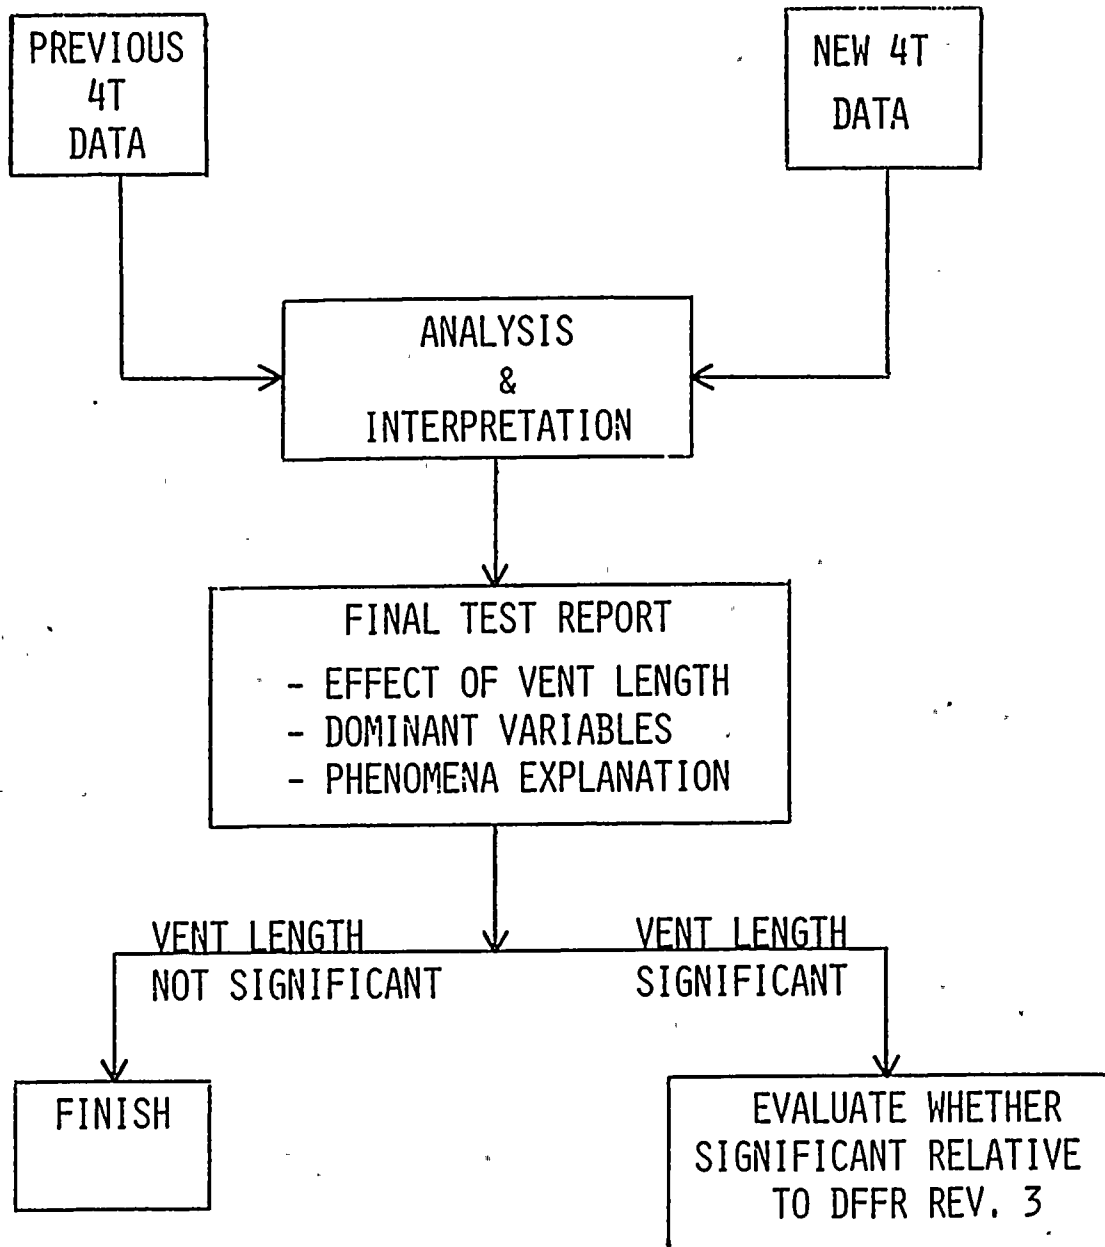 PREVIOUS
4T
DATA
NEW 4T
DATA
ANALYSIS
&
INTERPRETATION
FINAL TEST REPORT
- EFFECT OF VENT LENGTH
- DOMINANT VARIABLES
- PHENOMENA EXPLANATION
VENT LENGTH
NOT SIGNIFICANT
VENT LENGTH
SIGNIFICANT
FINISH
EVALUATE WHETHER
SIGNIFICANT RELATIVE
TO DFFR REV. 3